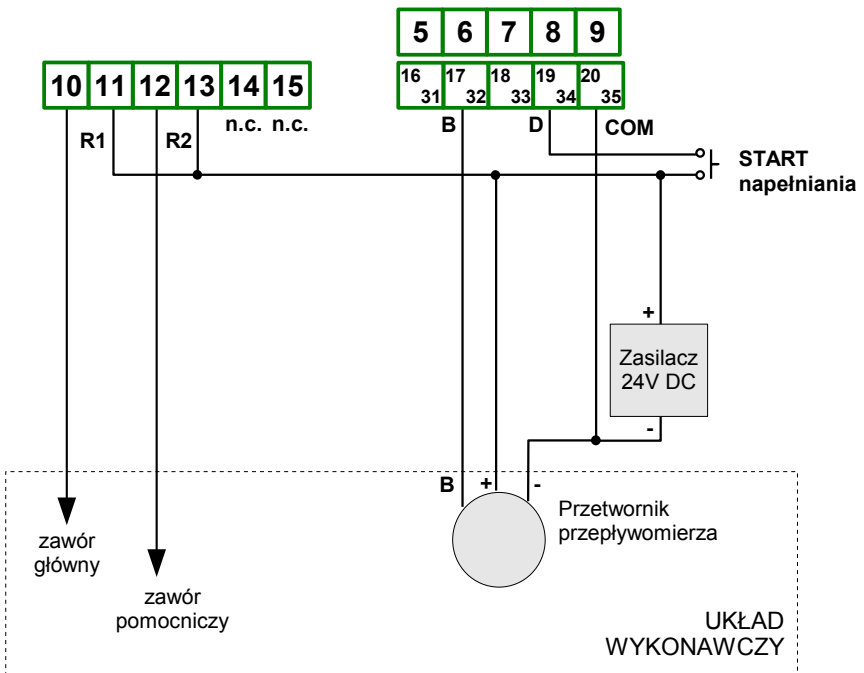 5 6 7 8 9
10 11 12 13 14 15
16 31 17 32 18 33 19 34 20 35
R1 R2 n.c. n.c.
B D COM
START
napełniania
+
Zasilacz
24V DC
-
B + -
Przetwornik
przepływomierza
zawór
główny
zawór
pomocniczy
UKŁAD
WYKONAWCZY